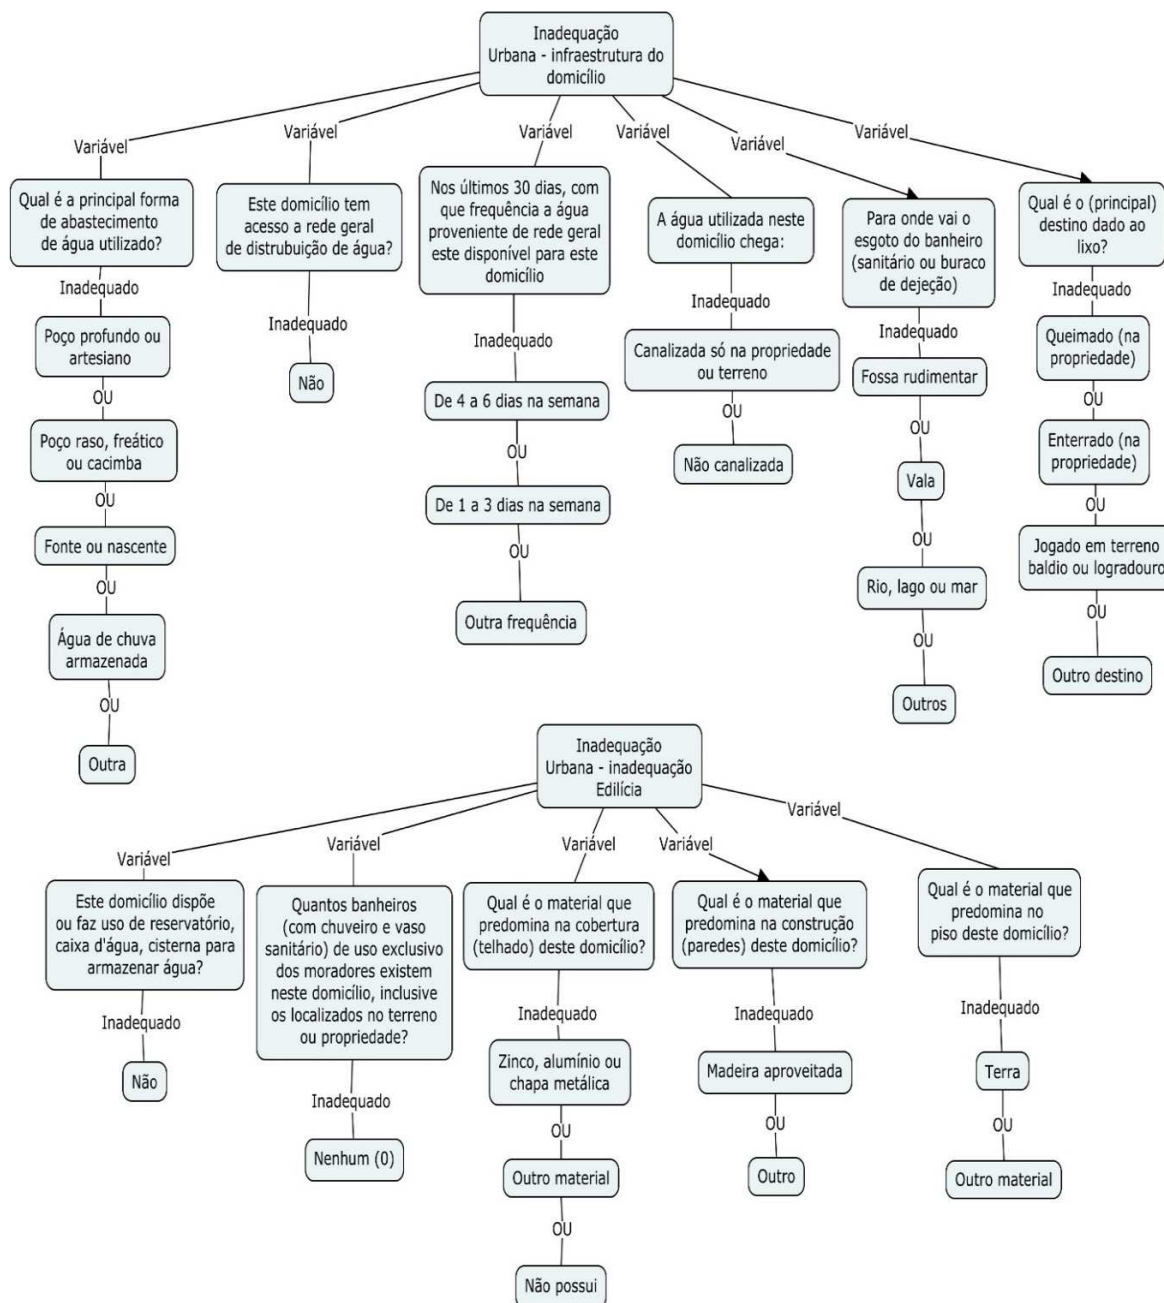 Inadequação
Urbana - infraestrutura do
domicílio
Variável
Variável
Variável
Variável
Variável
Variável
Qual é a principal forma
de abastecimento
de água utilizado?
Inadequado
Poço profundo ou
artesiano
OU
Poço raso, freático
ou cacimba
OU
Fonte ou nascente
OU
Água de chuva
armazenada
OU
Outra
Este domicílio tem
acesso a rede geral
de distrubuição de água?
Inadequado
Não
Nos últimos 30 dias, com
que frequência a água
proveniente de rede geral
este disponível para este
domicílio
Inadequado
De 4 a 6 dias na semana
OU
De 1 a 3 dias na semana
OU
Outra frequência
A água utilizada neste
domicílio chega:
Inadequado
Canalizada só na propriedade
ou terreno
OU
Não canalizada
Para onde vai o
esgoto do banheiro
(sanitário ou buraco
de dejeção)
Inadequado
Fossa rudimentar
OU
Vala
OU
Rio, lago ou mar
OU
Outros
Qual é o (principal)
destino dado ao
lixo?
Inadequado
Queimado (na
propriedade)
OU
Enterrado (na
propriedade)
OU
Jogado em terreno
baldio ou logradouro
OU
Outro destino
Inadequação
Urbana - inadequação
Edilícia
Variável
Variável
Variável
Variável
Variável
Este domicílio dispõe
ou faz uso de reservatório,
caixa d'água, cisterna para
armazenar água?
Inadequado
Não
Quantos banheiros
(com chuveiro e vaso
sanitário) de uso exclusivo
dos moradores existem
neste domicílio, inclusive
os localizados no terreno
ou propriedade?
Inadequado
Nenhum (0)
Qual é o material que
predomina na cobertura
(telhado) deste domicílio?
Inadequado
Zinco, alumínio ou
chapa metálica
OU
Outro material
OU
Não possui
Qual é o material que
predomina na construção
(paredes) deste domicílio?
Inadequado
Madeira aproveitada
OU
Outro
Qual é o material que
predomina no
piso deste domicílio?
Inadequado
Terra
OU
Outro material